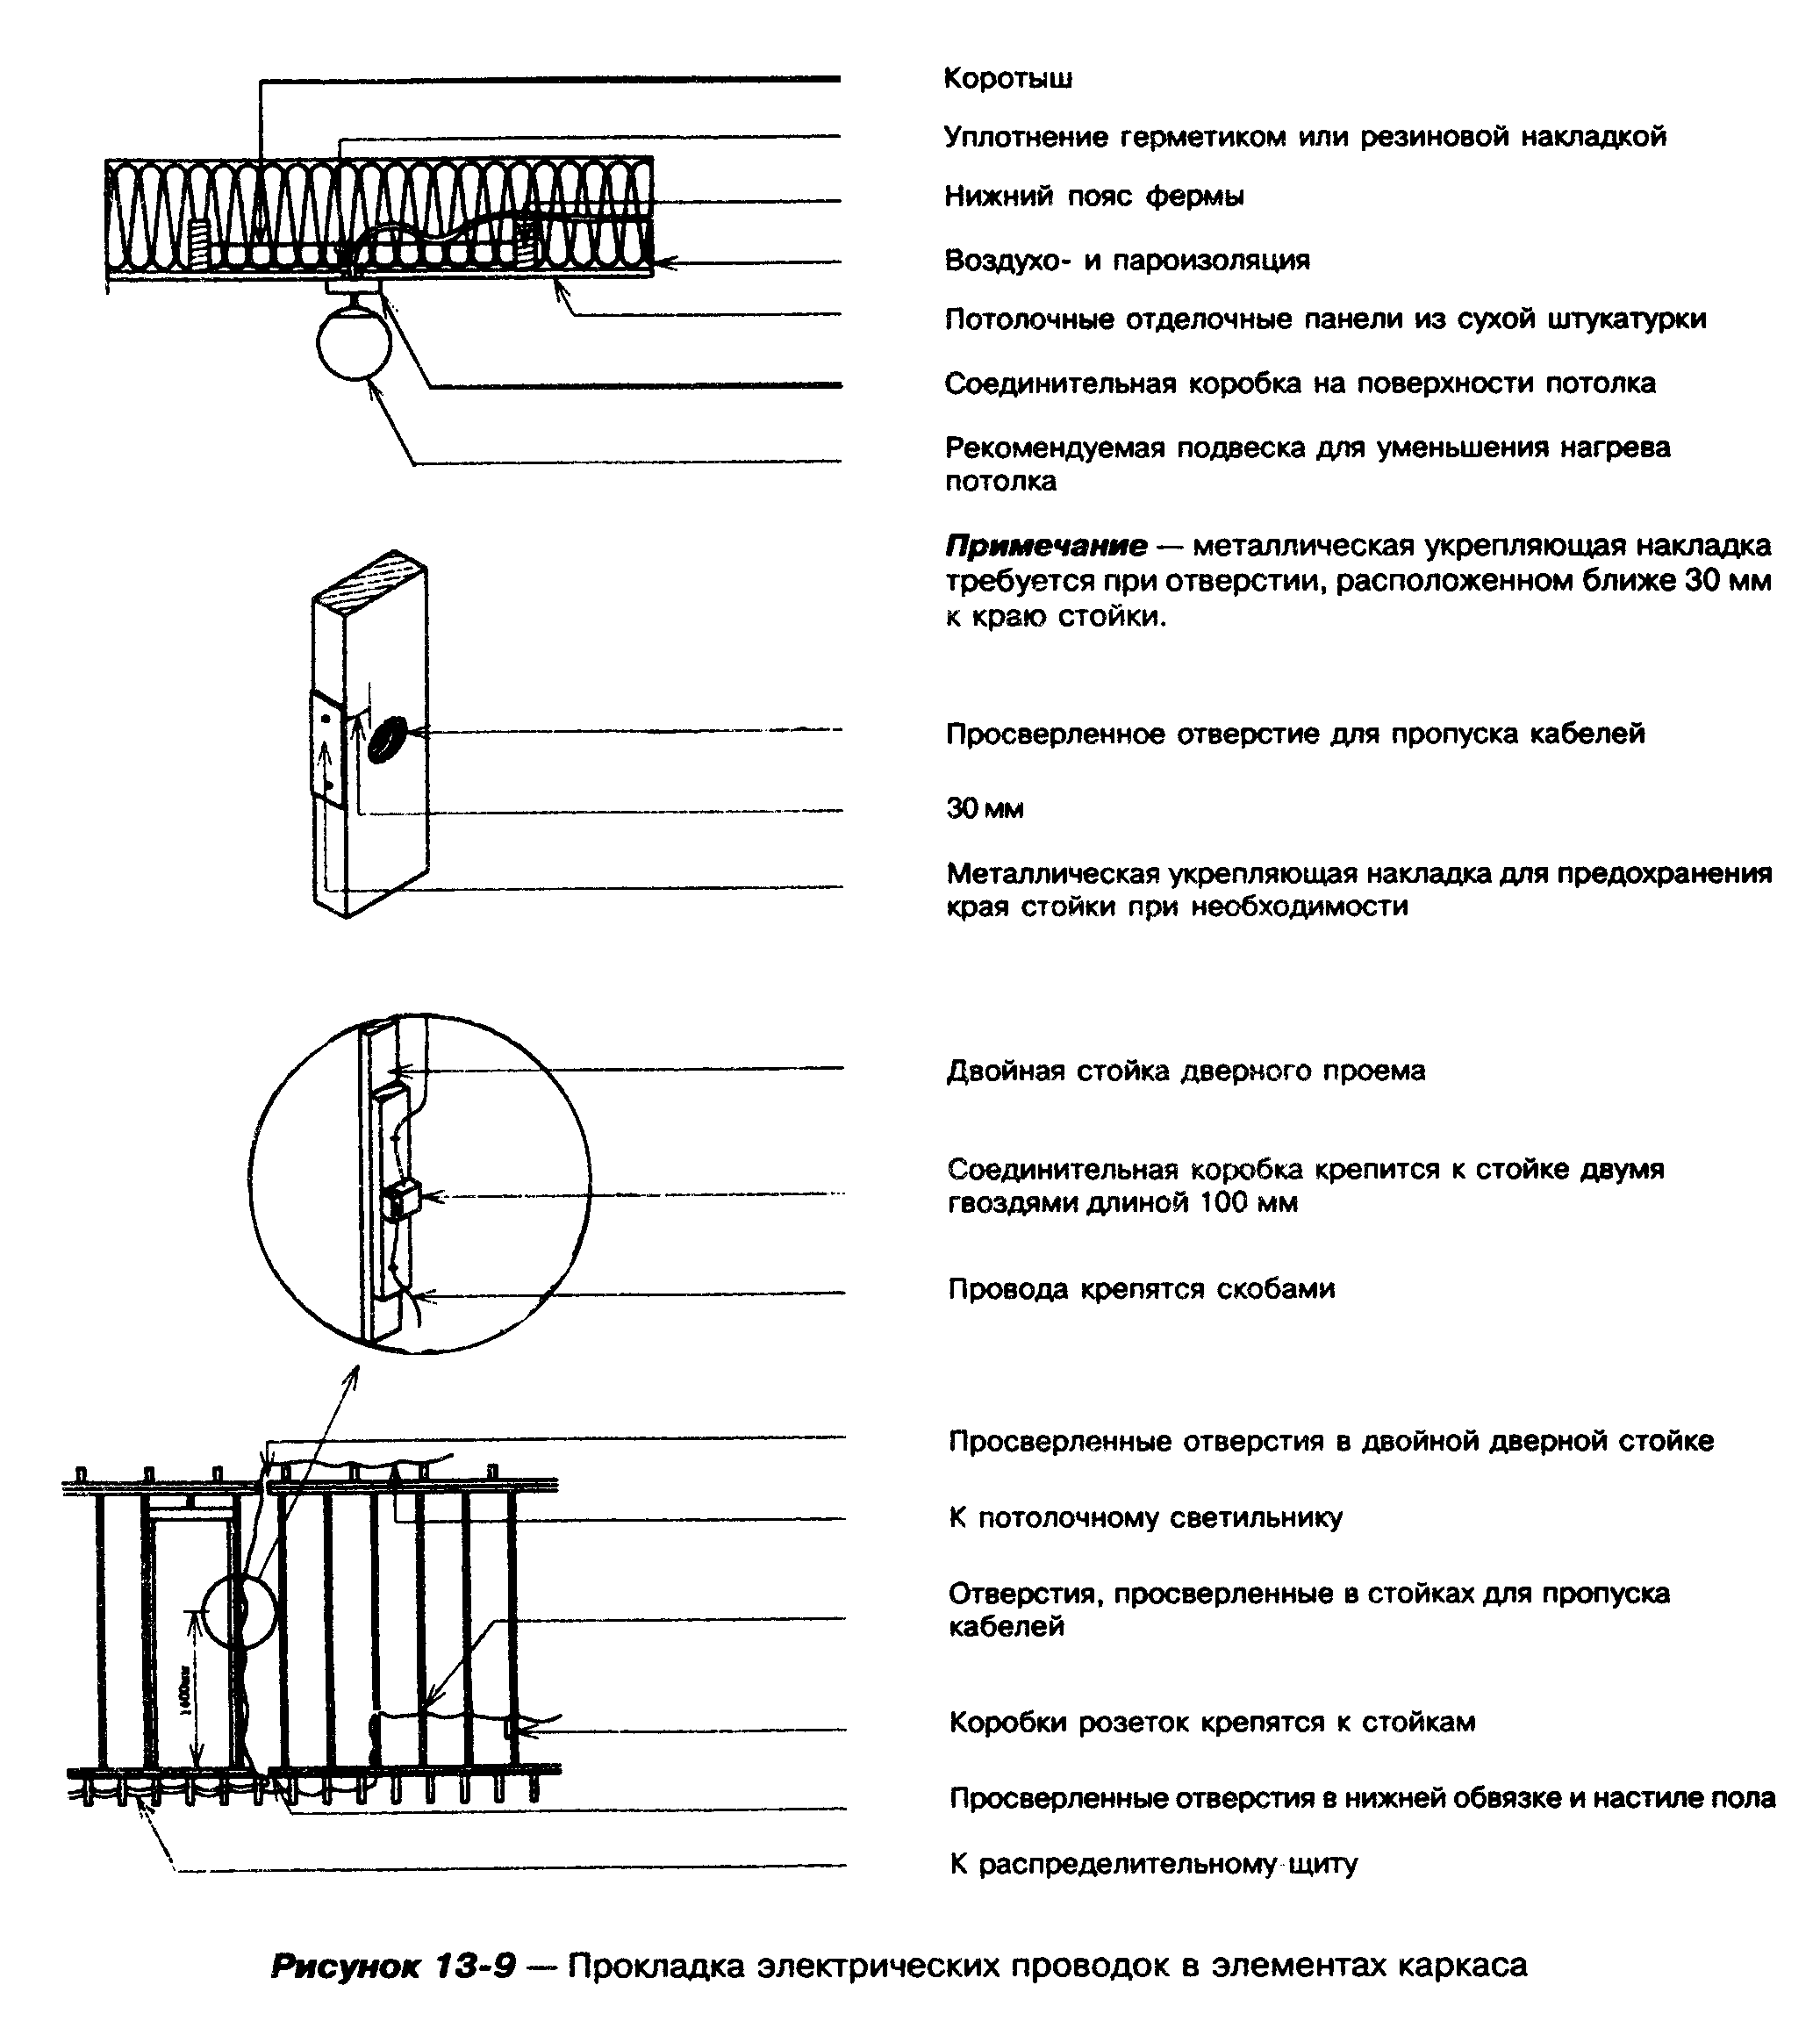 Коротыш
Уплотнение герметиком или резиновой накладкой
Нижний пояс фермы
Воздухо- и пароизоляция
Потолочные отделочные панели из сухой штукатурки
Соединительная коробка на поверхности потолка
Рекомендуемая подвеска для уменьшения нагрева
потолка
Примечание — металлическая укрепляющая накладка
требуется при отверстии, расположенном ближе 30 мм
к краю стойки.
Просверленное отверстие для пропуска кабелей
30 мм
Металлическая укрепляющая накладка для предохранения
края стойки при необходимости
Двойная стойка дверного проема
Соединительная коробка крепится к стойке двумя
гвоздями длиной 100 мм
Провода крепятся скобами
Просверленные отверстия в двойной дверной стойке
К потолочному светильнику
Отверстия, просверленные в стойках для пропуска
кабелей
1400мм
Коробки розеток крепятся к стойкам
Просверленные отверстия в нижней обвязке и настиле пола
К распределительному щиту
Рисунок 13-9 — Прокладка электрических проводок в элементах каркаса